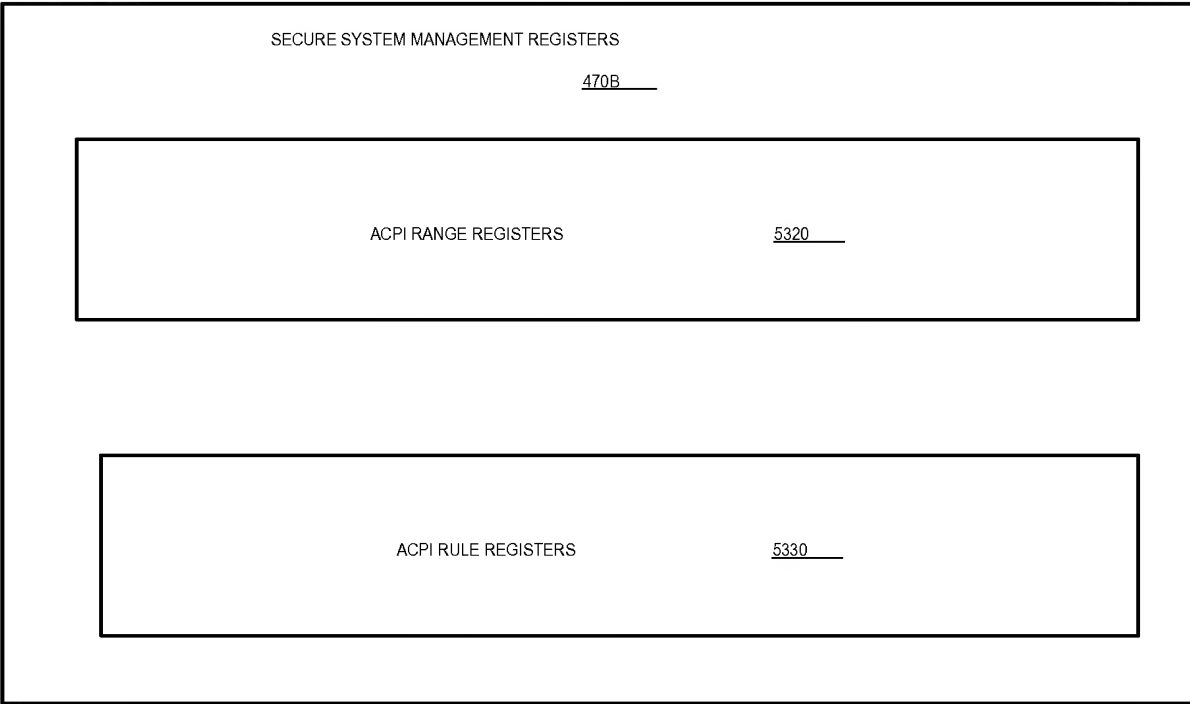 SECURE SYSTEM MANAGEMENT REGISTERS
470B
ACPI RANGE REGISTERS 5320
ACPI RULE REGISTERS 5330